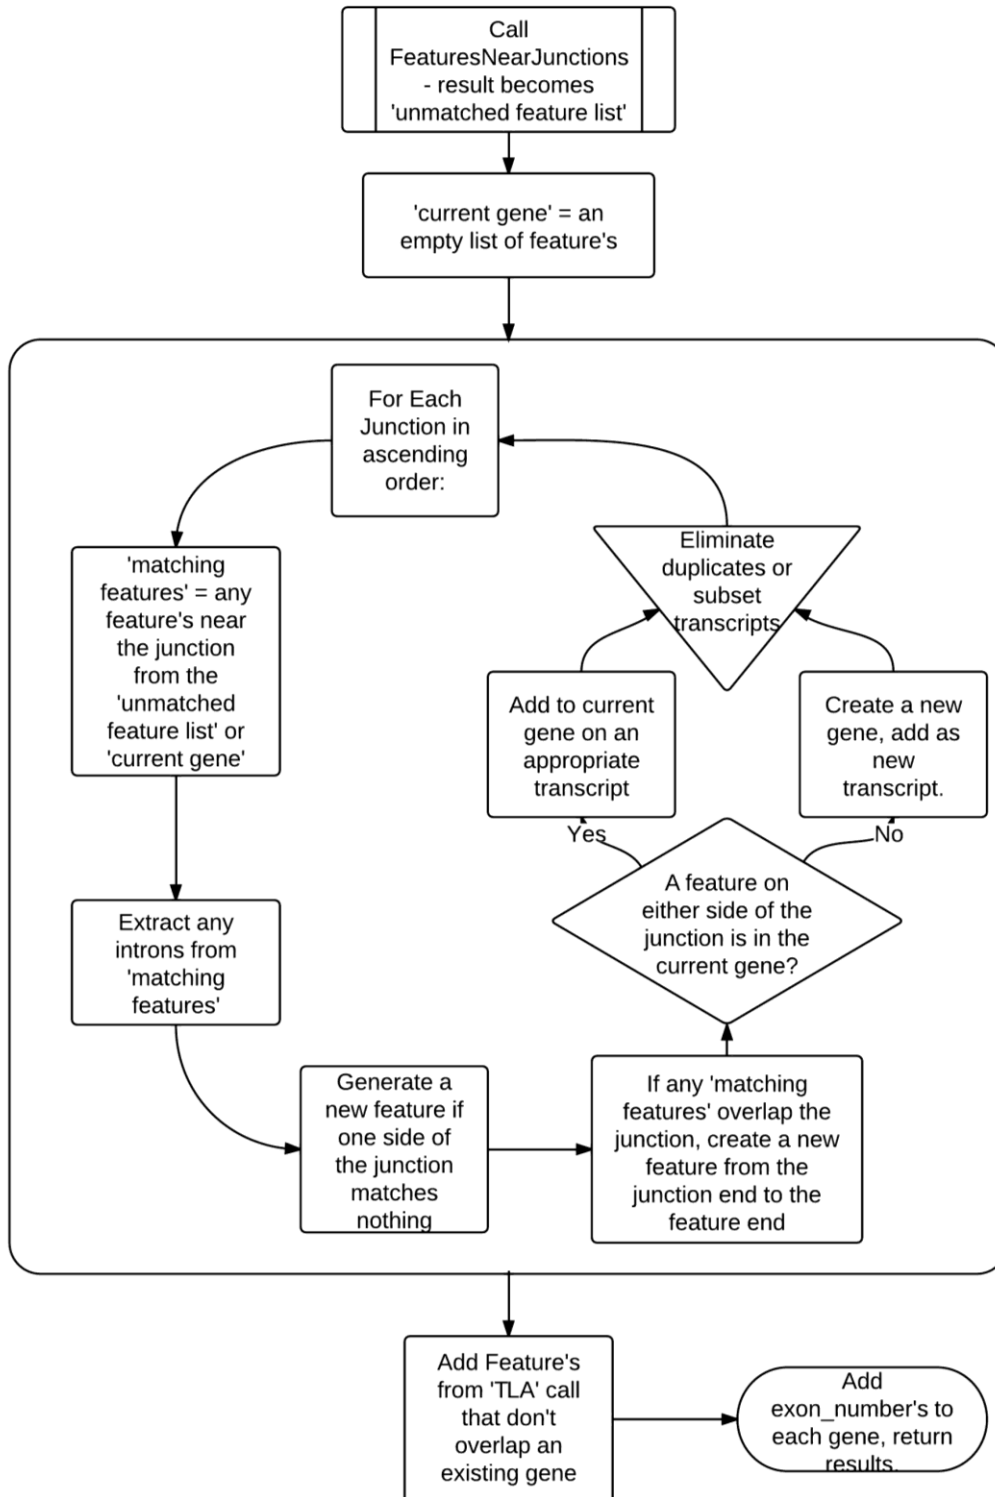 Call
FeaturesNearJunctions
- result becomes
'unmatched feature list'
'current gene' = an
empty list of feature's
For Each
Junction in
ascending
order:
'matching
features' = any
feature's near
the junction
from the
'unmatched
feature list' or
'current gene'
Extract any
introns from
'matching
features'
Generate a
new feature if
one side of
the junction
matches
nothing
If any 'matching
features' overlap the
junction, create a new
feature from the
junction end to the
feature end
A feature on
either side of the
junction is in the
current gene?
Yes
No
Add to current
gene on an
appropriate
transcript
Create a new
gene, add as
new
transcript.
Eliminate
duplicates or
subset
transcripts
Add Feature's
from 'TLA' call
that don't
overlap an
existing gene
Add
exon_number's to
each gene, return
results.